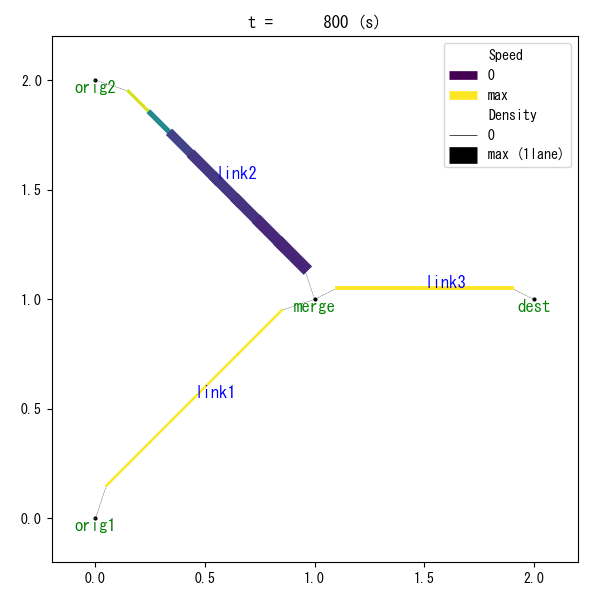 t = 800 (s)
Speed
0
max
Density
0
max (1lane)
2.0
orig2
link2
1.5
link3
1.0
merge
dest
link1
0.5
0.0
orig1
0.0 0.5 1.0 1.5 2.0